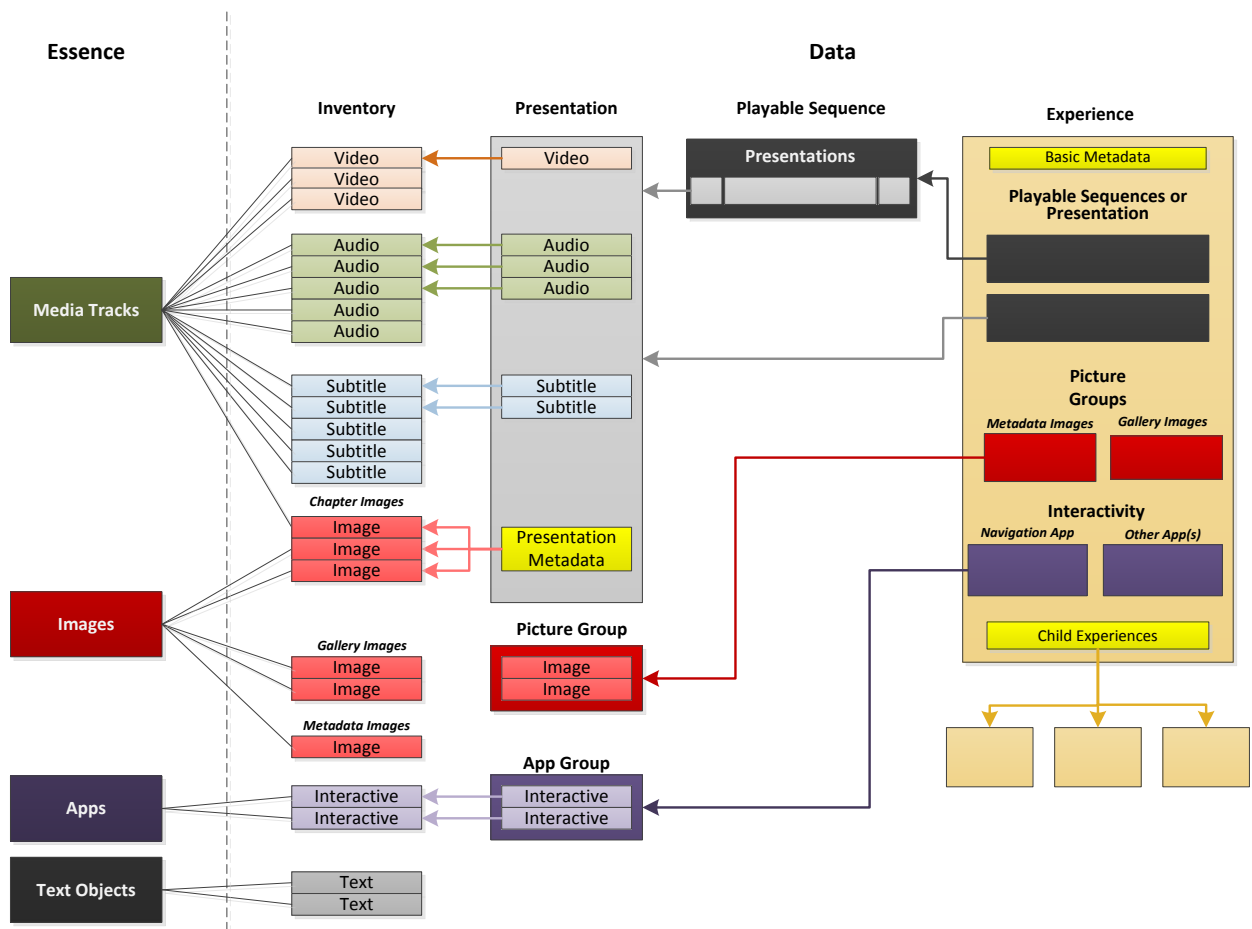 Essence
Data
Inventory
Presentation
Playable Sequence
Experience
Video
Video
Video
Video
Presentations
Basic Metadata
Playable Sequences or
Presentation
Audio
Audio
Audio
Audio
Audio
Audio
Audio
Audio
Media Tracks
Subtitle
Subtitle
Subtitle
Subtitle
Subtitle
Subtitle
Subtitle
Picture
Groups
Metadata Images
Gallery Images
Chapter Images
Image
Image
Image
Presentation
Metadata
Interactivity
Navigation App
Other App(s)
Images
Gallery Images
Image
Image
Picture Group
Image
Image
Child Experiences
Metadata Images
Image
Apps
Interactive
Interactive
App Group
Interactive
Interactive
Text Objects
Text
Text